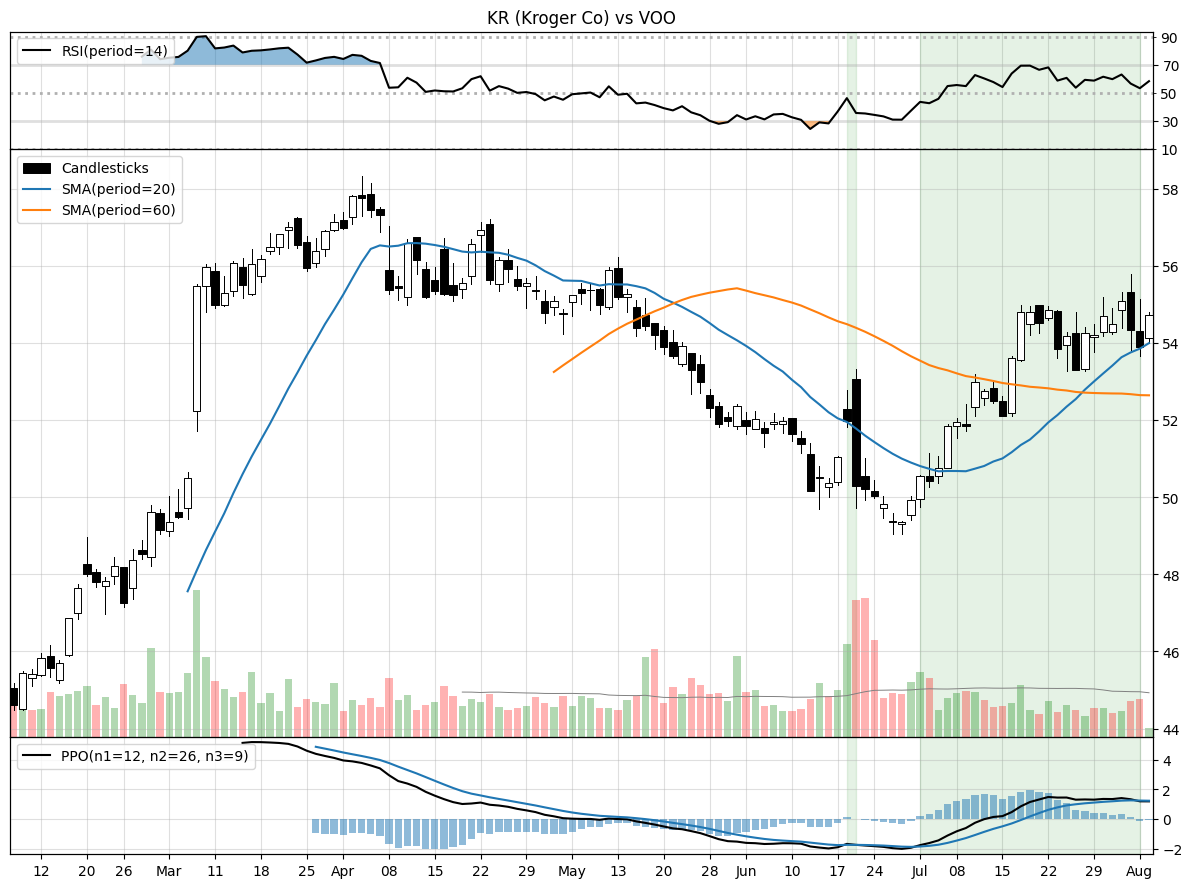 KR (Kroger Co) vs VOO
RSI(period=14)
90
70
50
30
10
Candlesticks
SMA(period=20)
SMA(period=60)
58
56
54
52
50
48
46
44
PPO(n1=12, n2=26, n3=9)
4
2
0
−2
12 20 26 Mar 11 18 25 Apr 08 15 22 29 May 13 20 28 Jun 10 24 Jul 08 15 22 29 Aug